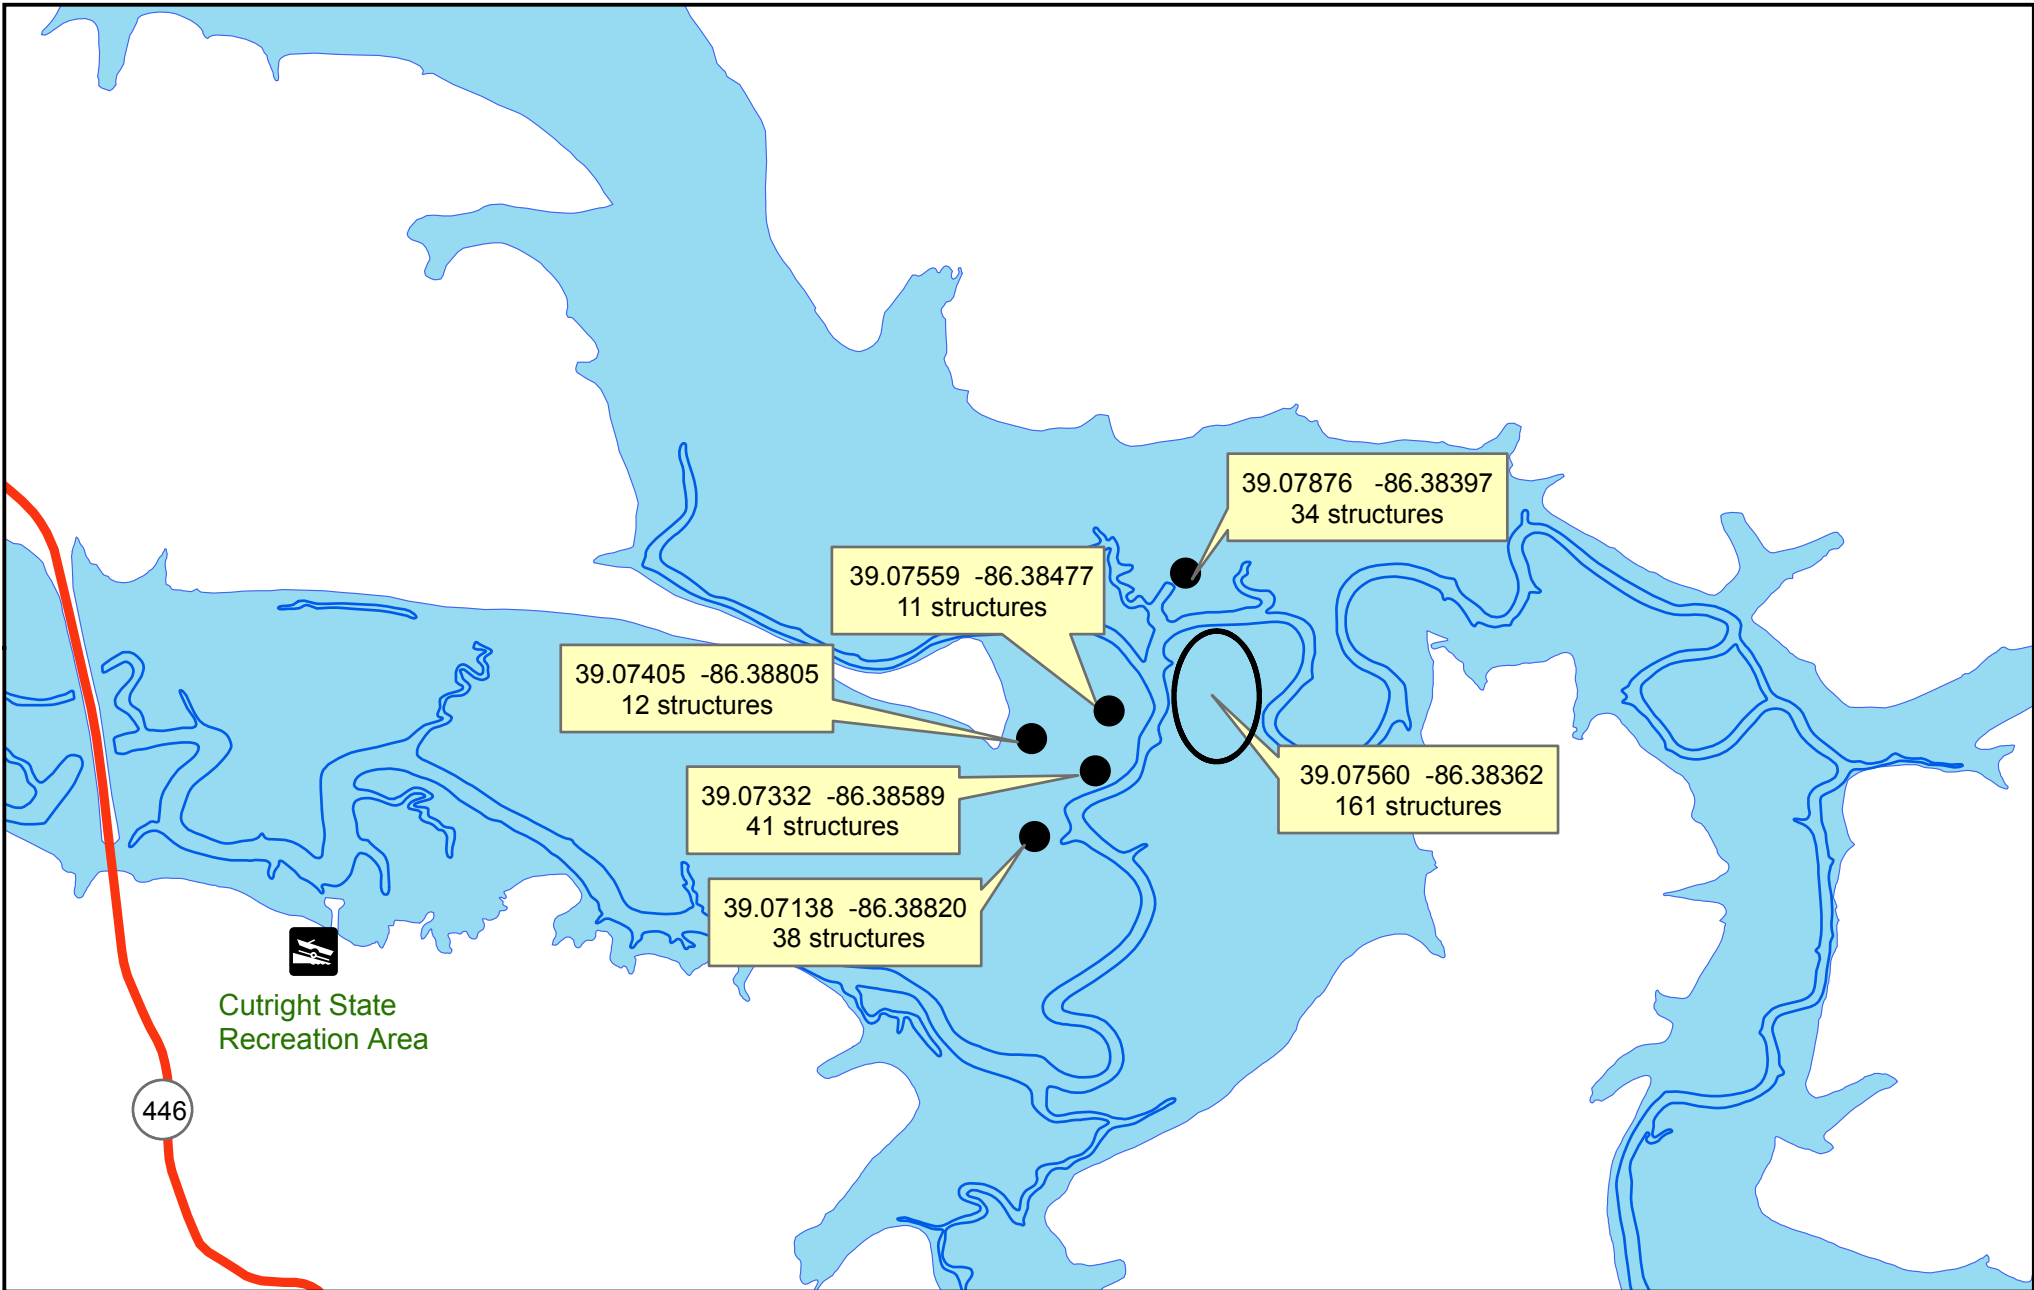 39.07876 -86.38397
34 structures
39.07559 -86.38477
11 structures
39.07405 -86.38805
12 structures
39.07332 -86.38589
41 structures
39.07560 -86.38362
161 structures
39.07138 -86.38820
38 structures
Cutright State
Recreation Area
446